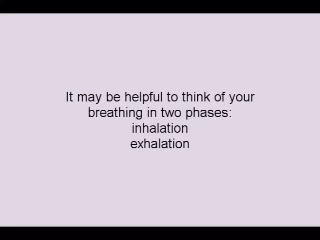 It may be helpful to think of your
breathing in two phases:
inhalation
exhalation